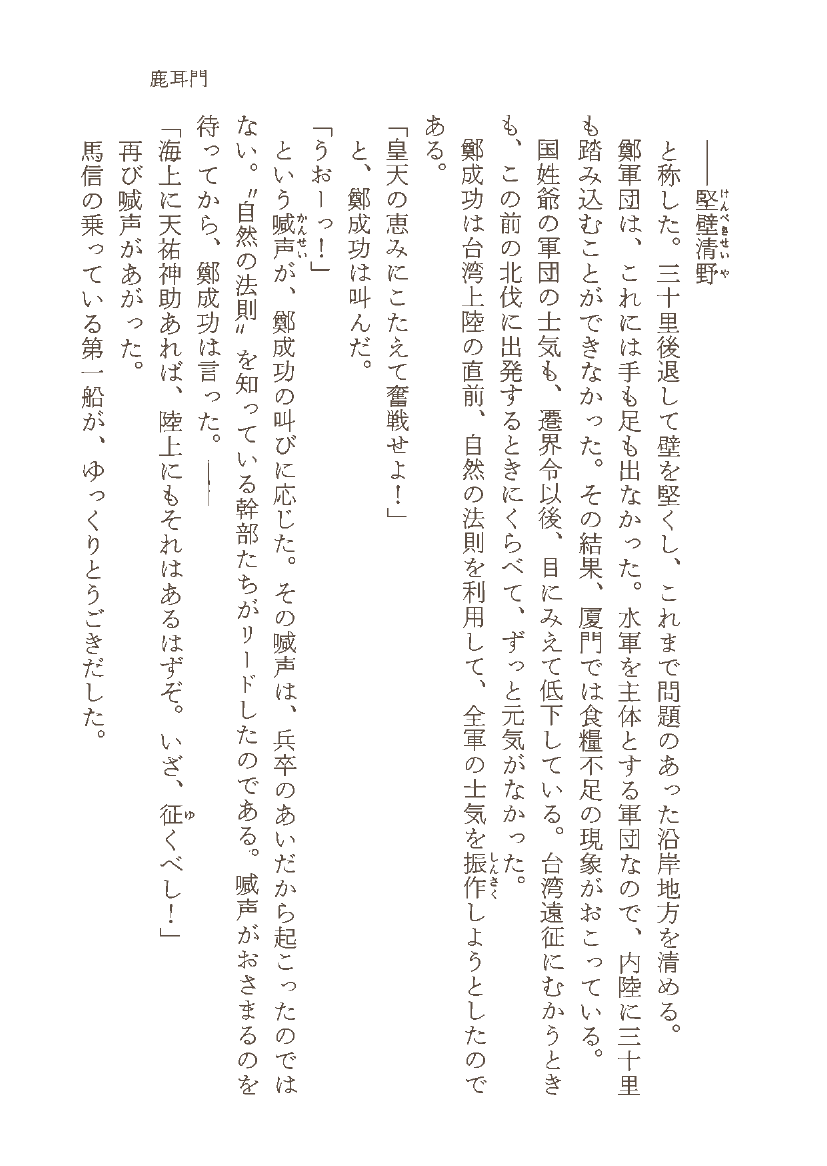 鹿耳門
――堅壁清野
と称した。三十里後退して壁を堅くし、これまで問題のあった沿岸地方を清める。
鄭軍団は、これには手も足も出なかった。水軍を主体とする軍団なので、内陸に三十里
も踏み込むことができなかった。その結果、厦門では食糧不足の現象がおこっている。
国姓爺の軍団の士気も、遷界令以後、目にみえて低下している。台湾遠征にむかうとき
も、この前の北伐に出発するときにくらべて、ずっと元気がなかった。
鄭成功は台湾上陸の直前、自然の法則を利用して、全軍の士気を振作しようとしたので
ある。
「皇天の恵みにこたえて奮戦せよ！」
と、鄭成功は叫んだ。
「うおーっ！」
という喊声が、鄭成功の叫びに応じた。その喊声は、兵卒のあいだから起こったのでは
ない。〝自然の法則〟を知っている幹部たちがリードしたのである。喊声がおさまるのを
待ってから、鄭成功は言った。――
「海上に天祐神助あれば、陸上にもそれはあるはずぞ。いざ、征くべし！」
再び喊声があがった。
馬信の乗っている第一船が、ゆっくりとうごきだした。